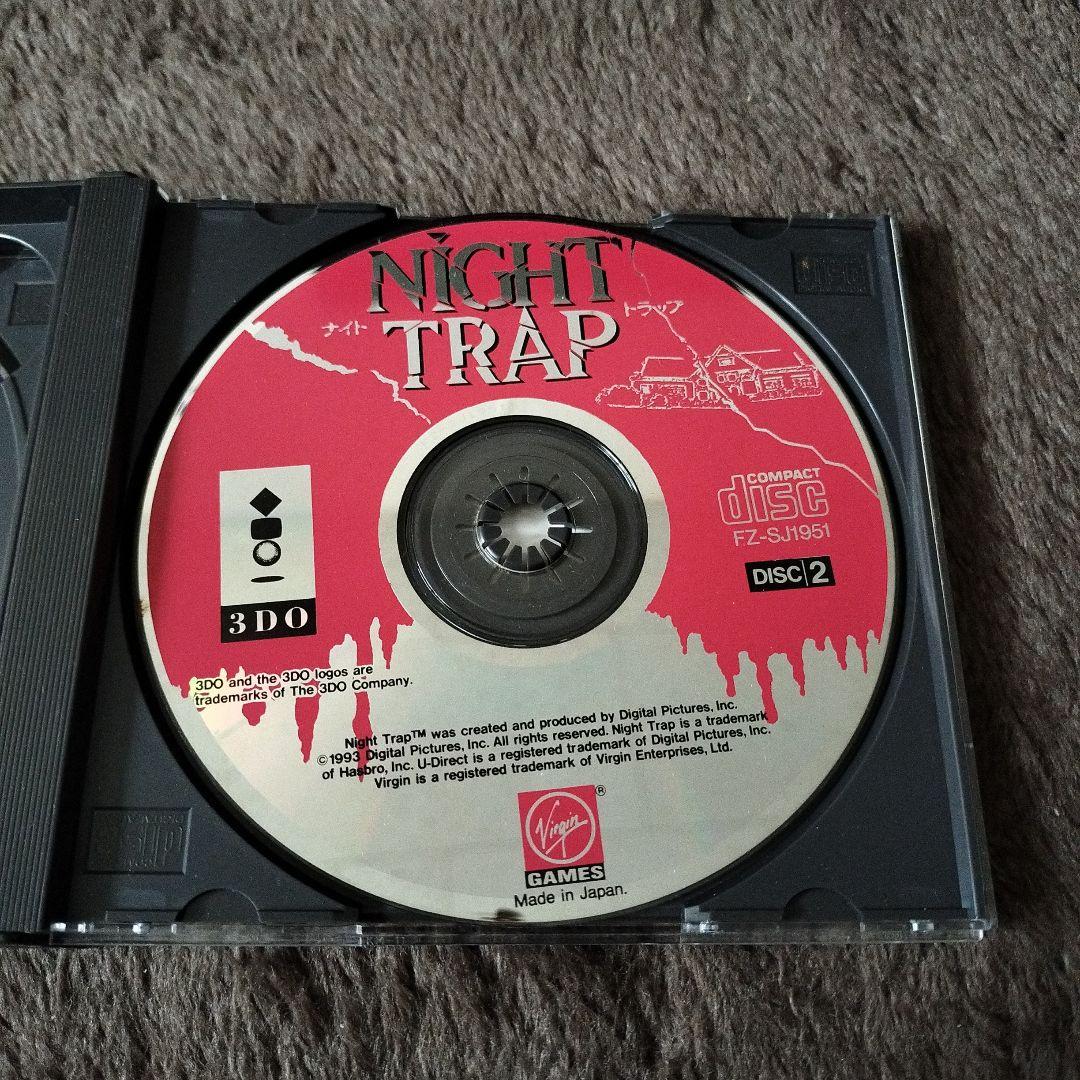 NiGHT
ナイト
トラップ
TRAP
COMPACT
disc
FZ-SJ1951
DISC 2
3DO
3DO and the 3DO logos are
trademarks of The 3DO Company.
Night Trap™ was created and produced by Digital Pictures, Inc.
©1993 Digital Pictures, Inc. All rights reserved. Night Trap is a trademark
of Hasbro, Inc. U-Direct is a registered trademark of Digital Pictures, Inc.
Virgin is a registered trademark of Virgin Enterprises, Ltd.
Virgin®
GAMES
Made in Japan.
disc